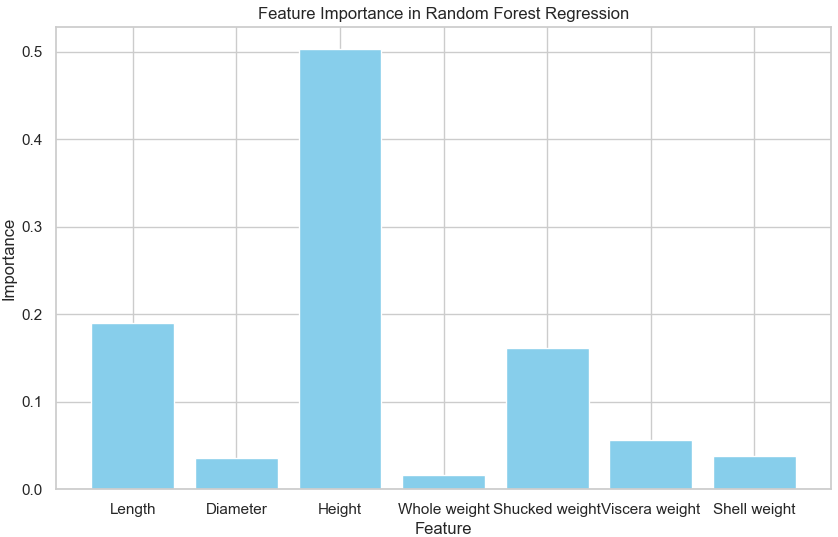 Feature Importance in Random Forest Regression
Importance
0.5
0.4
0.3
0.2
0.1
0.0
Length Diameter Height Whole weight Shucked weight Viscera weight Shell weight
Feature